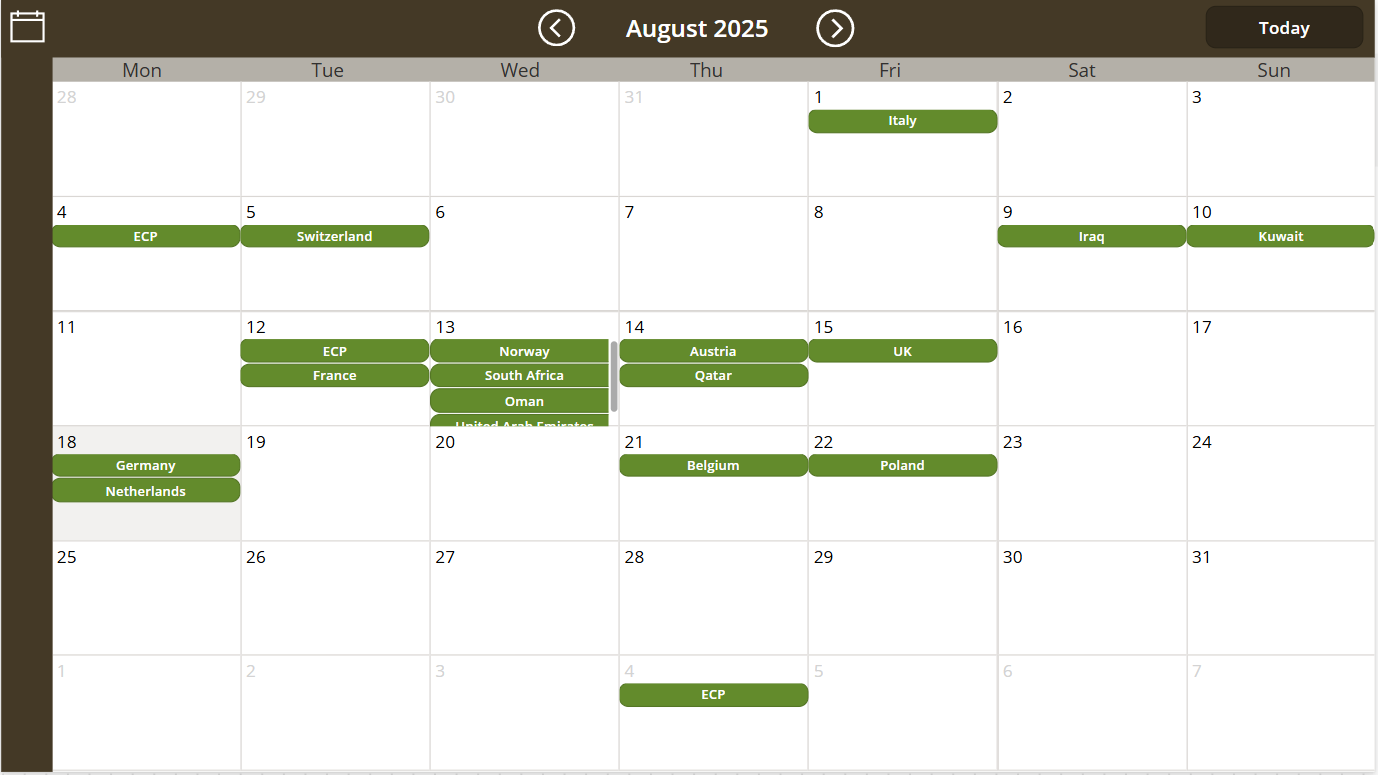 August 2025
Today
Mon Tue Wed Thu Fri Sat Sun
28 29 30 31 1 2 3
Italy
4 5 6 7 8 9 10
ECP Switzerland Iraq Kuwait
11 12 13 14 15 16 17
ECP Norway Austria UK
France South Africa Qatar
Oman
United Arab Emirates
18 19 20 21 22 23 24
Germany Belgium Poland
Netherlands
25 26 27 28 29 30 31
1 2 3 4 5 6 7
ECP